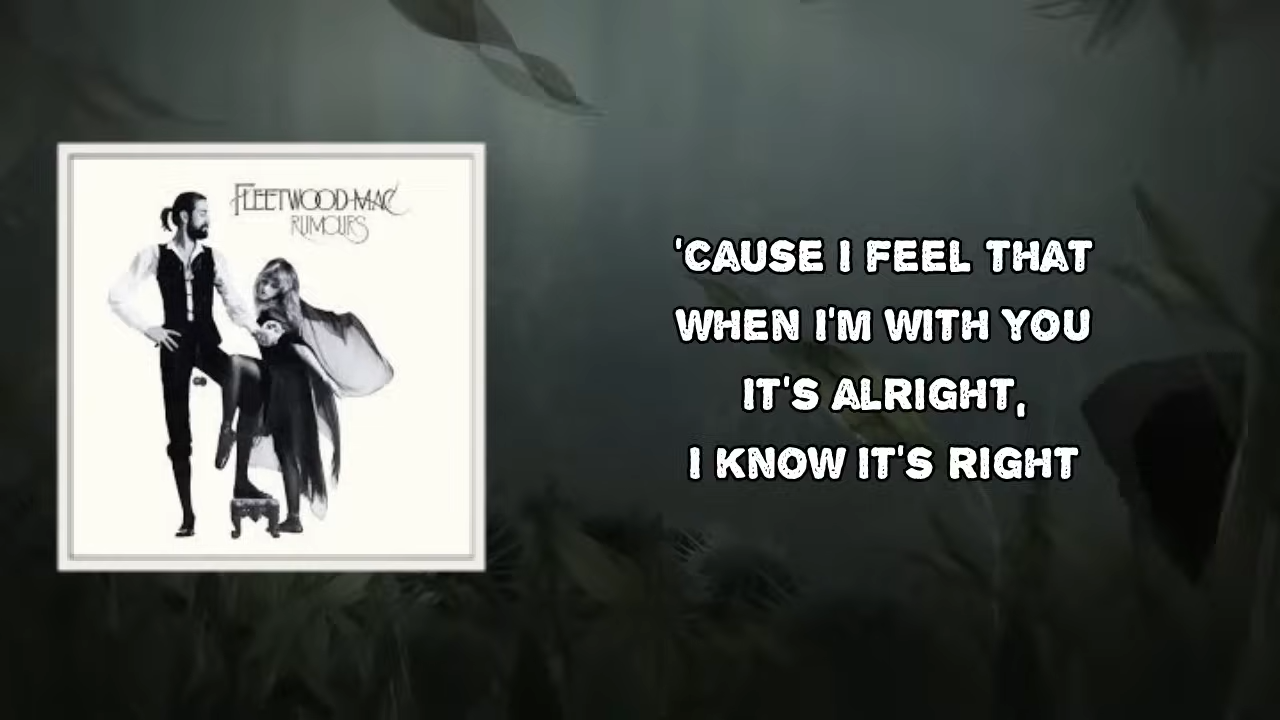 FLEETWOOD MAC
RUMOURS
'CAUSE I FEEL THAT
WHEN I'M WITH YOU
IT'S ALRIGHT,
I KNOW IT'S RIGHT